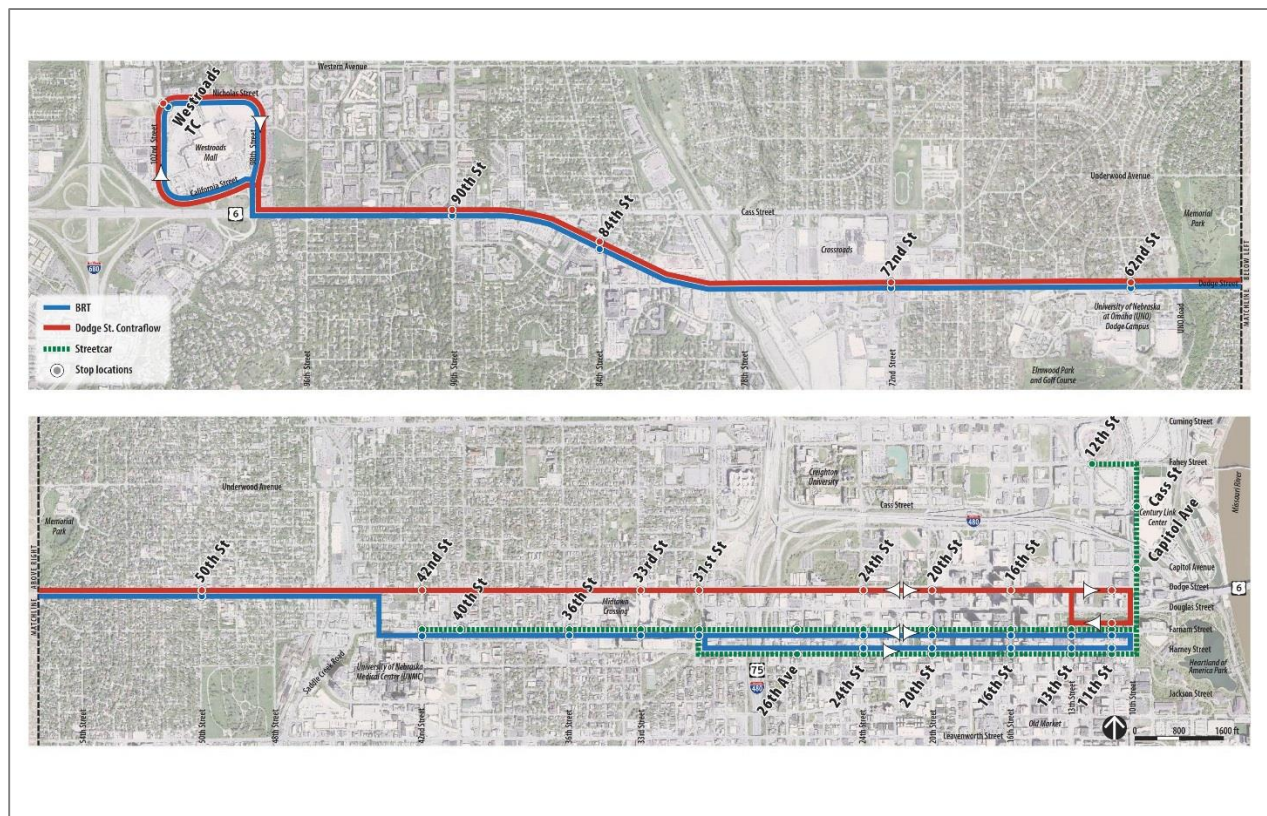 Western Avenue
Nicholas Street
Westroads
TC
102nd Street
Westroads
Mall
98th Street
California Street
6
680
90th St
84th St
Cass Street
Crossroads
72nd St
Underwood Avenue
Memorial
Park
62nd St
Dodge Street
University of Nebraska
at Omaha (UNO)
Dodge Campus
UNO Road
Elmwood Park
and Golf Course
96th Street
90th Street
84th Street
78th Street
72nd Street
MATCHLINE BELOW LEFT
BRT
Dodge St. Contraflow
Streetcar
Stop locations
MATCHLINE ABOVE RIGHT
Memorial
Park
Underwood Avenue
50th St
42nd St
40th St
36th St
33rd St
31st St
Midtown
Crossing
Creighton
University
Cass Street
480
24th St
20th St
16th St
12th St
Cuming Street
Fahey Street
Cass St
Century Link
Center
Capitol Ave
Missouri River
Capitol Avenue
Dodge Street
6
Douglas Street
Farnam Street
Harney Street
Heartland of
America Park
Jackson Street
Saddle Creek Road
University of Nebraska
Medical Center (UNMC)
75
480
26th Ave
24th St
20th St
16th St
13th St
11th St
13th Street
10th Street
Old Market
Leavenworth Street
54th Street
50th Street
48th Street
42nd Street
36th Street
33rd Street
24th Street
20th Street
16th Street
0 800 1600 ft